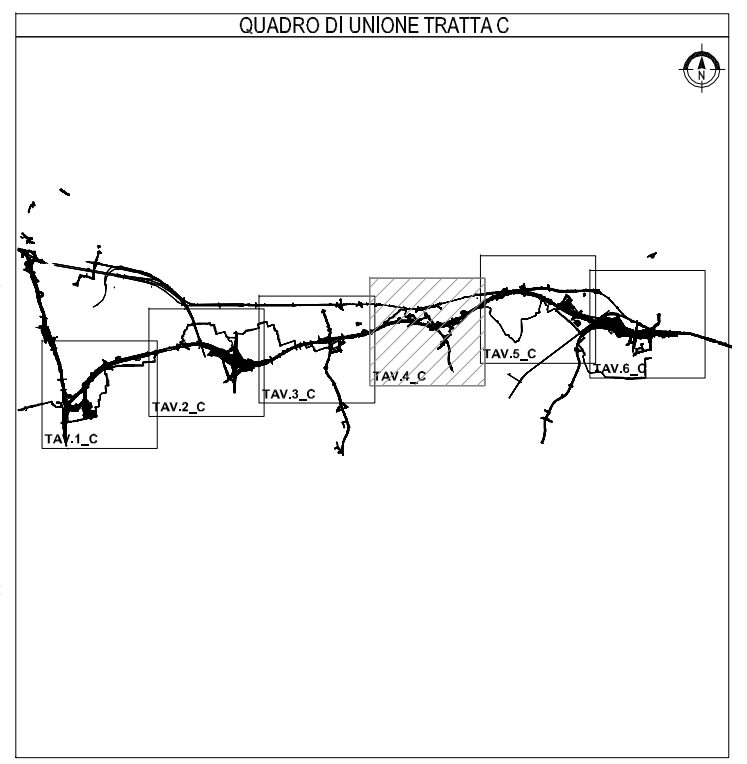 QUADRO DI UNIONE TRATTA C
N
TAV.1_C
TAV.2_C
TAV.3_C
TAV.4_C
TAV.5_C
TAV.6_C